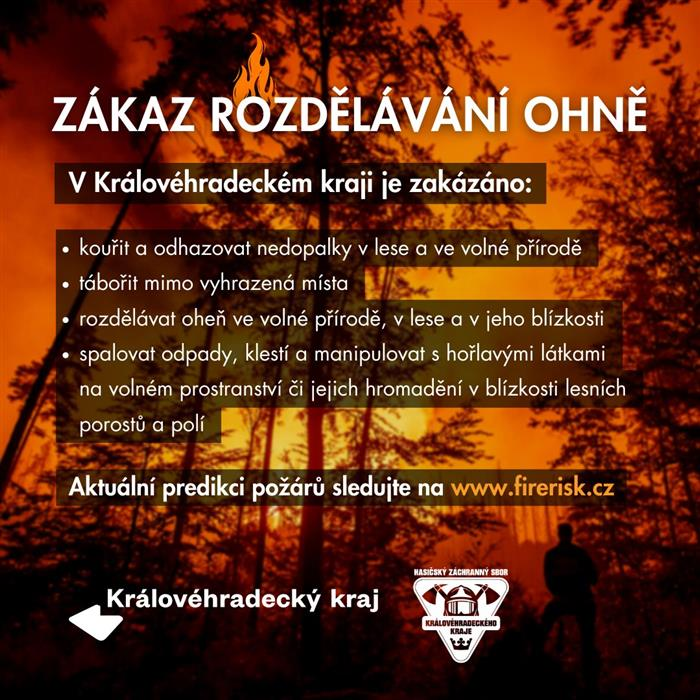 ZÁKAZ ROZDĚLÁVÁNÍ OHNĚ
V Královéhradeckém kraji je zakázáno:
• kouřit a odhazovat nedopalky v lese a ve volné přírodě
• tábořit mimo vyhrazená místa
• rozdělávat oheň ve volné přírodě, v lese a v jeho blízkosti
• spalovat odpady, klestí a manipulovat s hořlavými látkami
na volném prostranství či jejich hromadění v blízkosti lesních
porostů a polí
Aktuální predikci požárů sledujte na www.firerisk.cz
Královéhradecký kraj
HASIČSKÝ ZÁCHRANNÝ SBOR
KRÁLOVÉHRADECKÉHO
KRAJE